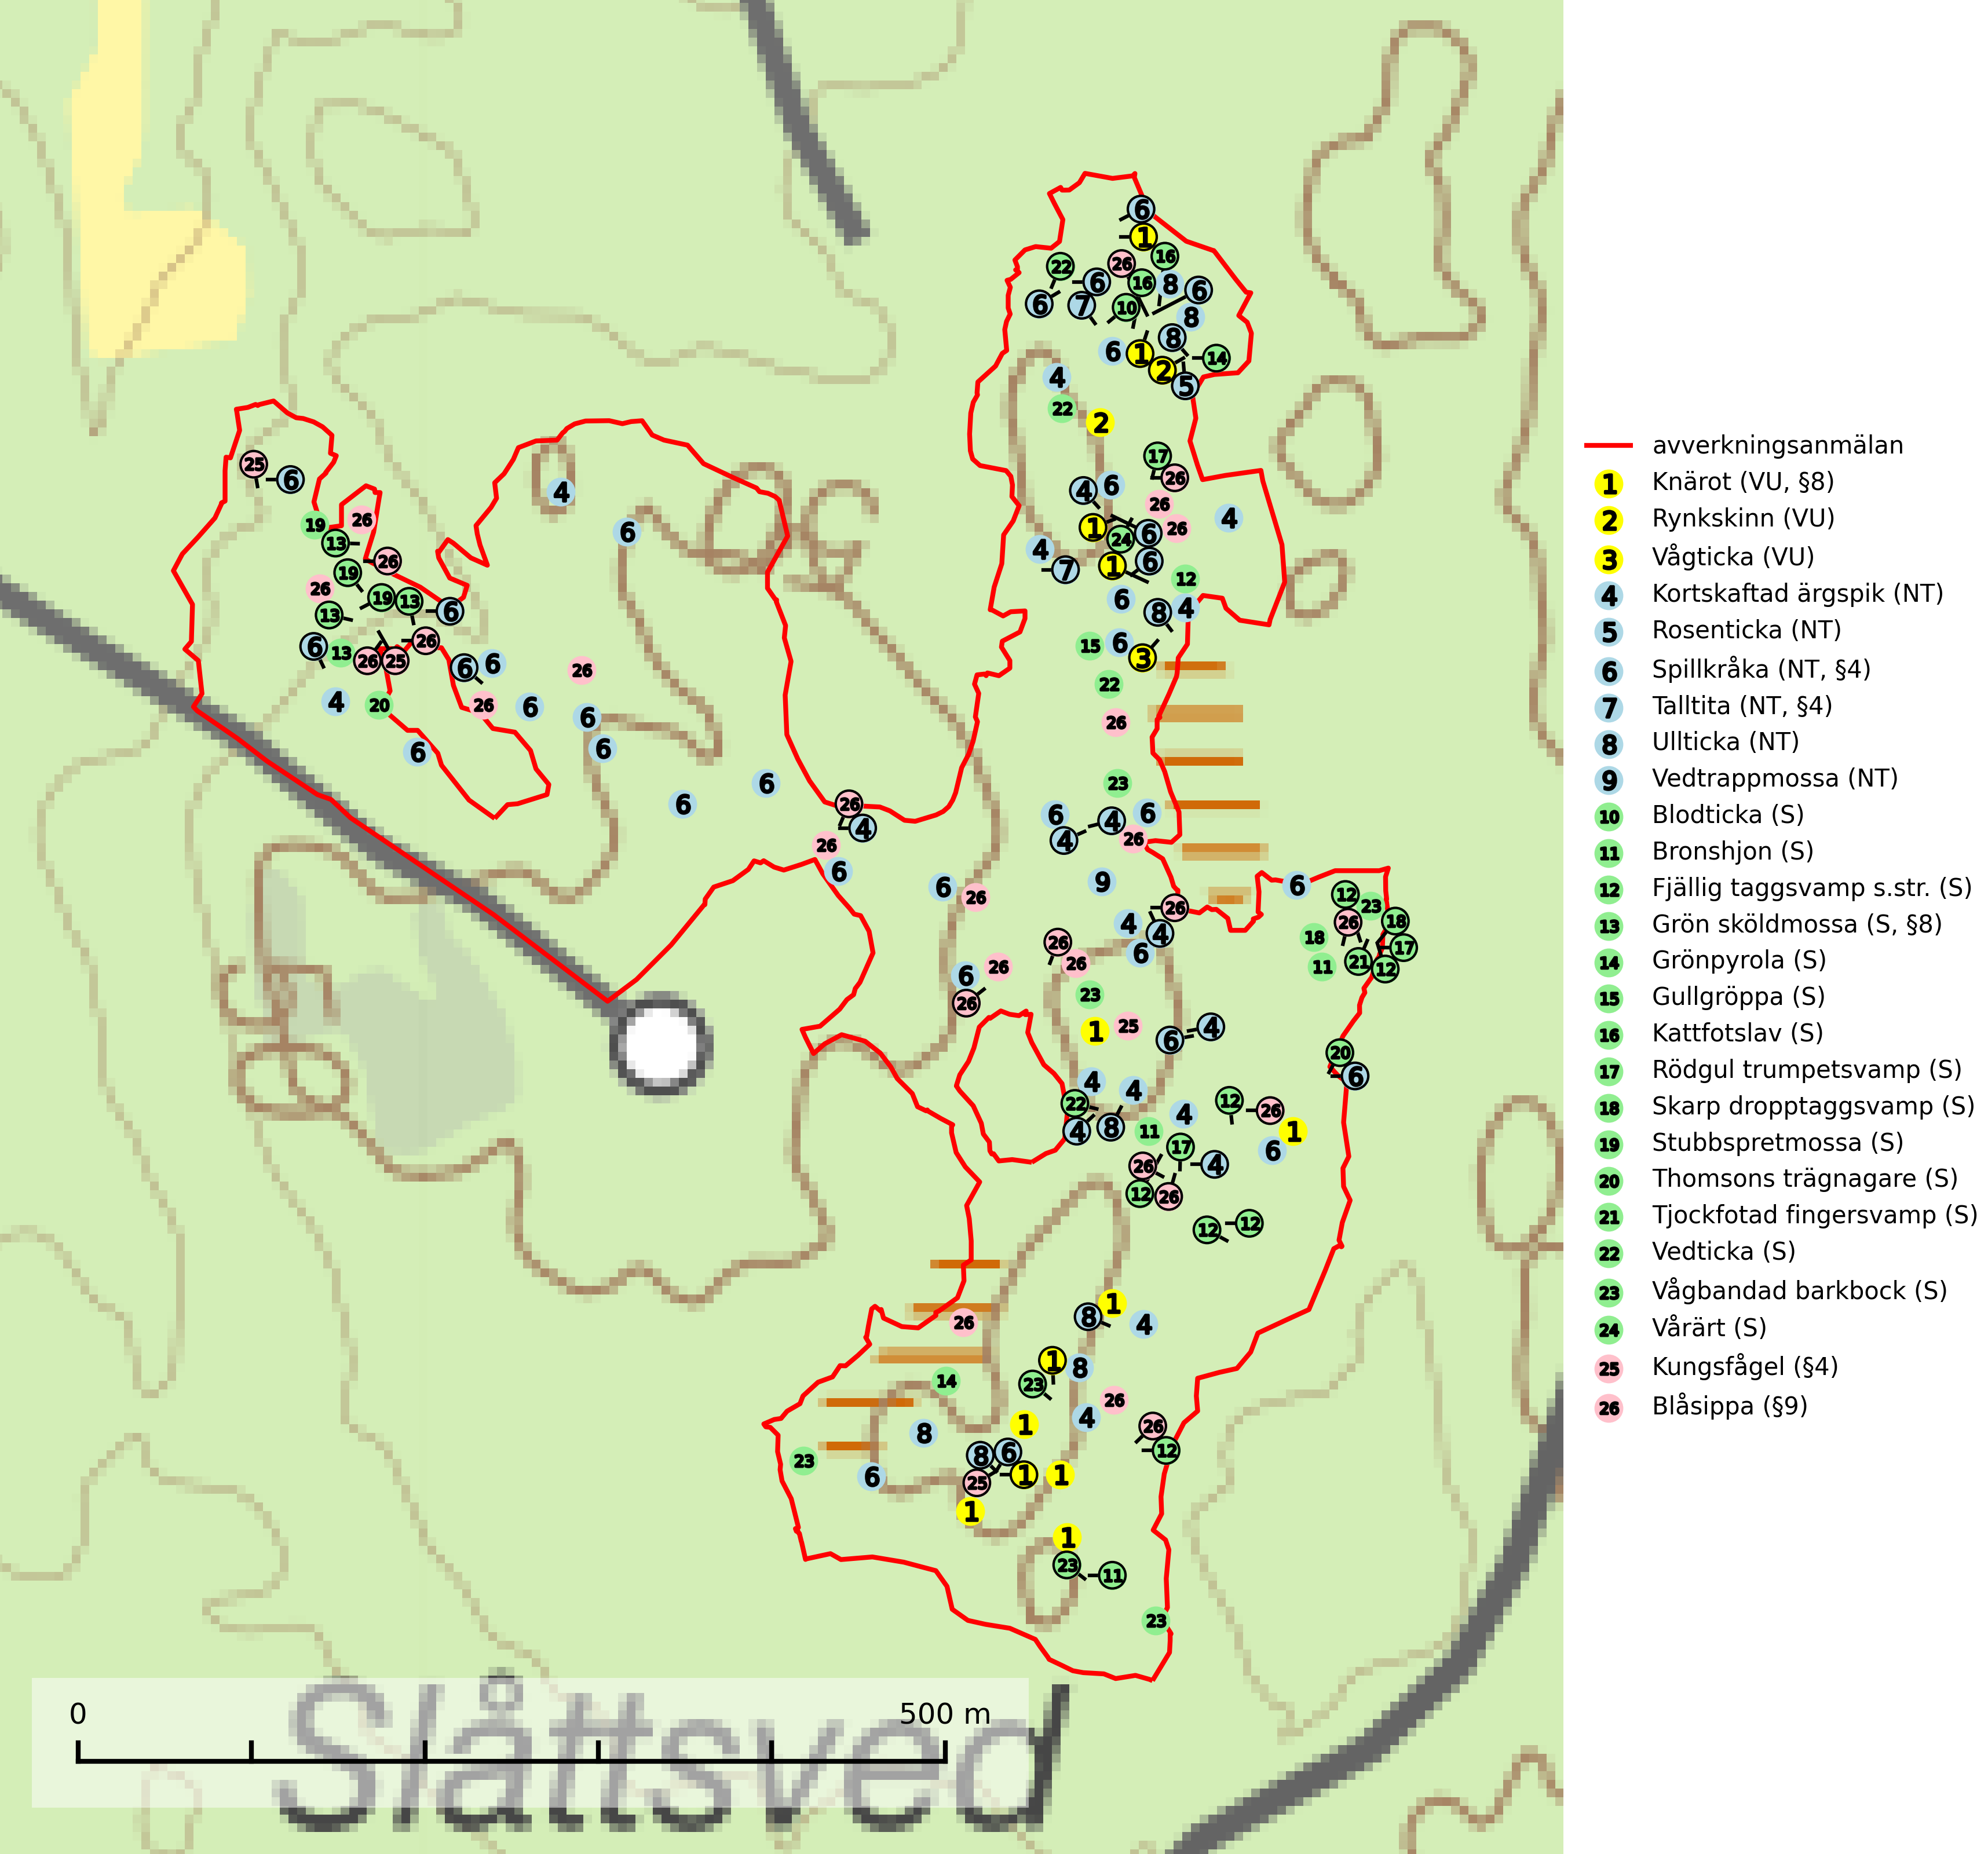 avverkningsanmälan
1 Knärot (VU, §8)
2 Rynkskinn (VU)
3 Vågticka (VU)
4 Kortskaftad ärgspik (NT)
5 Rosenticka (NT)
6 Spillkråka (NT, §4)
7 Talltita (NT, §4)
8 Ullticka (NT)
9 Vedtrappmossa (NT)
10 Blodticka (S)
11 Bronshjon (S)
12 Fjällig taggsvamp s.str. (S)
13 Grön sköldmossa (S, §8)
14 Grönpyrola (S)
15 Gullgröppa (S)
16 Kattfotslav (S)
17 Rödgul trumpetsvamp (S)
18 Skarp dropptaggsvamp (S)
19 Stubbspretmossa (S)
20 Thomsons trägnagare (S)
21 Tjockfotad fingersvamp (S)
22 Vedticka (S)
23 Vågbandad barkbock (S)
24 Vårärt (S)
25 Kungsfågel (§4)
26 Blåsippa (§9)
0 500 m
Slåttsved